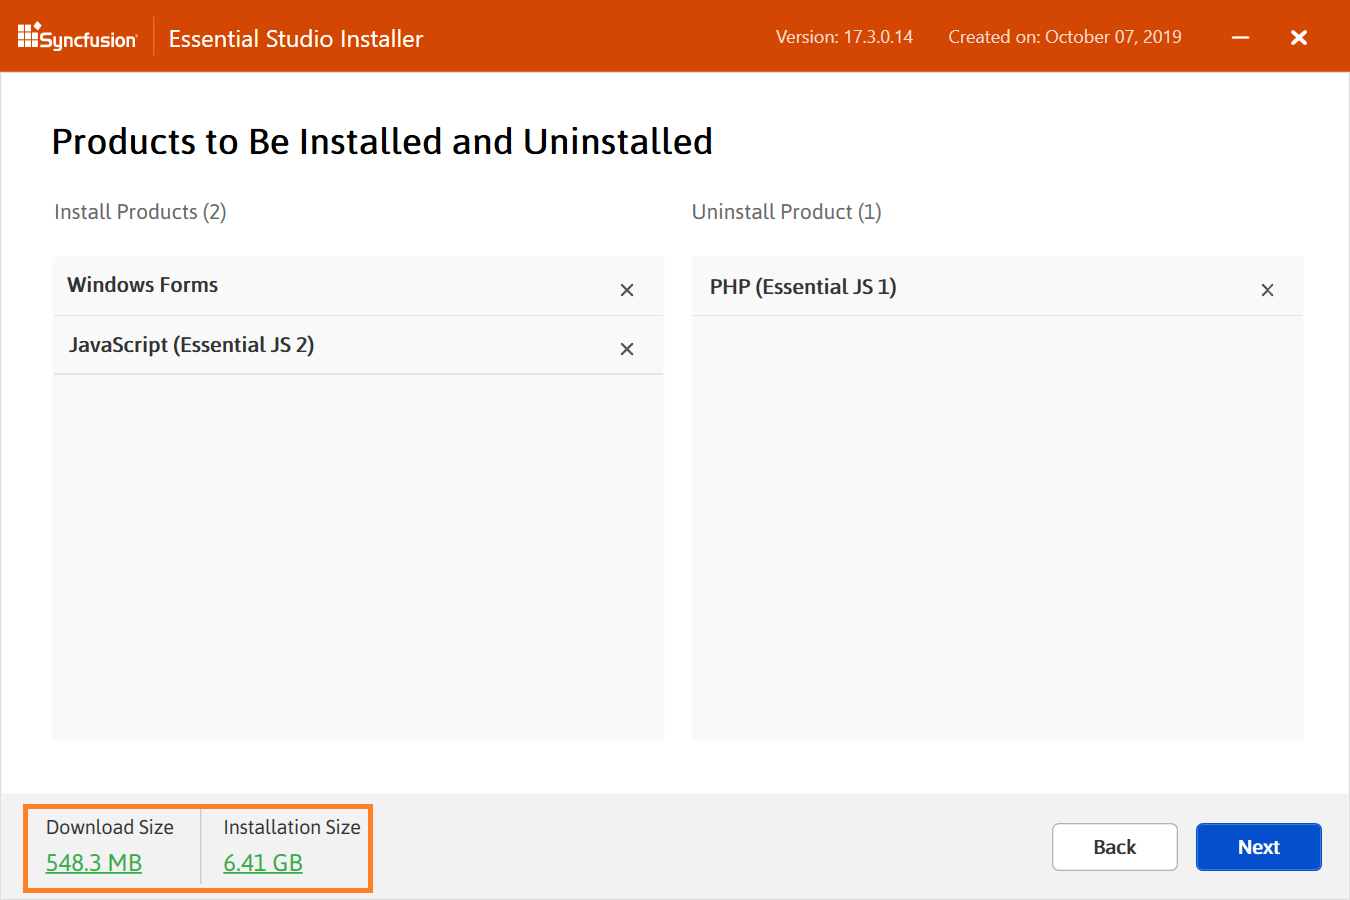 Syncfusion
Essential Studio Installer
Version: 17.3.0.14
Created on: October 07, 2019
Products to Be Installed and Uninstalled
Install Products (2)
Uninstall Product (1)
Windows Forms
JavaScript (Essential JS 2)
PHP (Essential JS 1)
Download Size
548.3 MB
Installation Size
6.41 GB
Back
Next